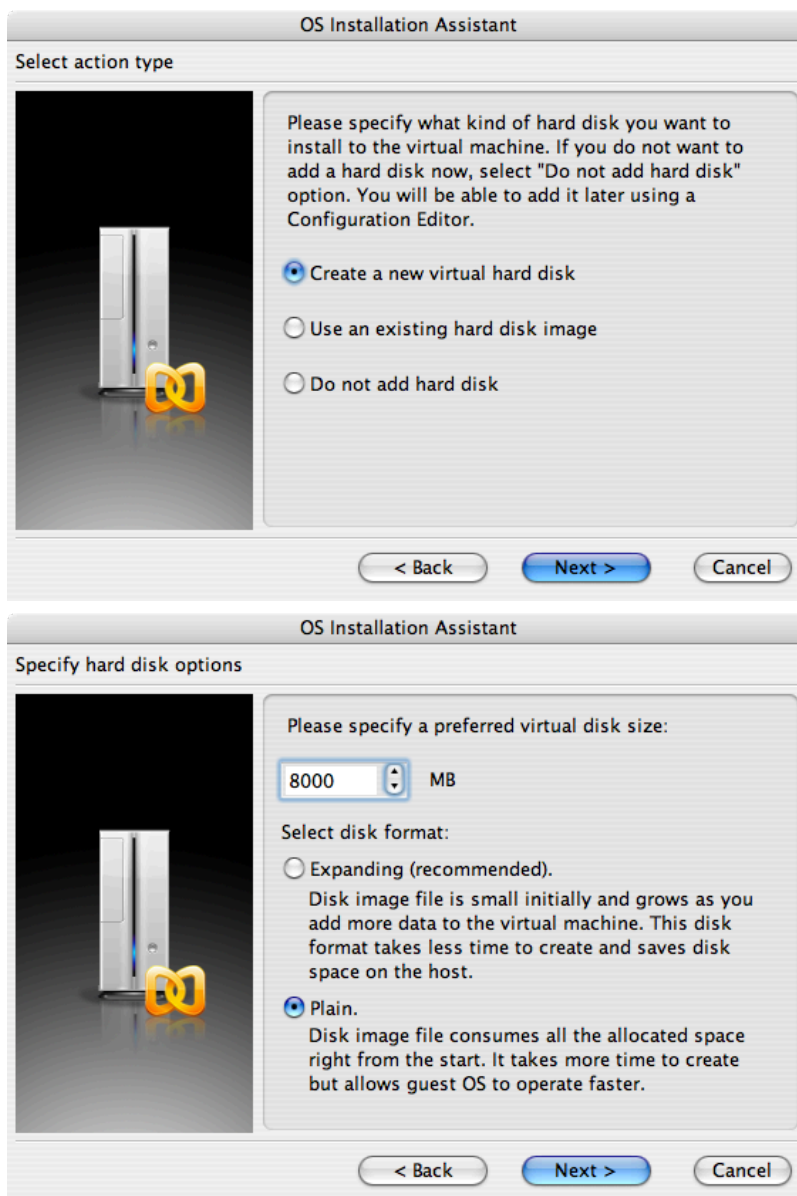 OS Installation Assistant
Select action type
Please specify what kind of hard disk you want to
install to the virtual machine. If you do not want to
add a hard disk now, select "Do not add hard disk"
option. You will be able to add it later using a
Configuration Editor.
Create a new virtual hard disk
Use an existing hard disk image
Do not add hard disk
< Back Next > Cancel
OS Installation Assistant
Specify hard disk options
Please specify a preferred virtual disk size:
8000 MB
Select disk format:
Expanding (recommended).
Disk image file is small initially and grows as you
add more data to the virtual machine. This disk
format takes less time to create and saves disk
space on the host.
Plain.
Disk image file consumes all the allocated space
right from the start. It takes more time to create
but allows guest OS to operate faster.
< Back Next > Cancel